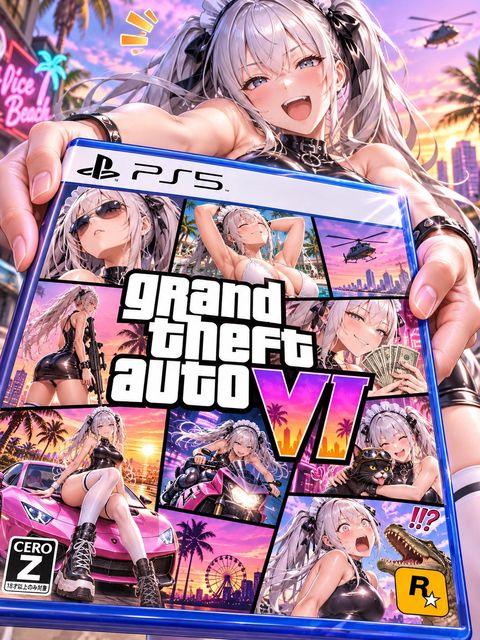 Vice
Beach
PS5
grand
theft
auto VI
!!?
CERO
Z
18才以上のみ対象
R